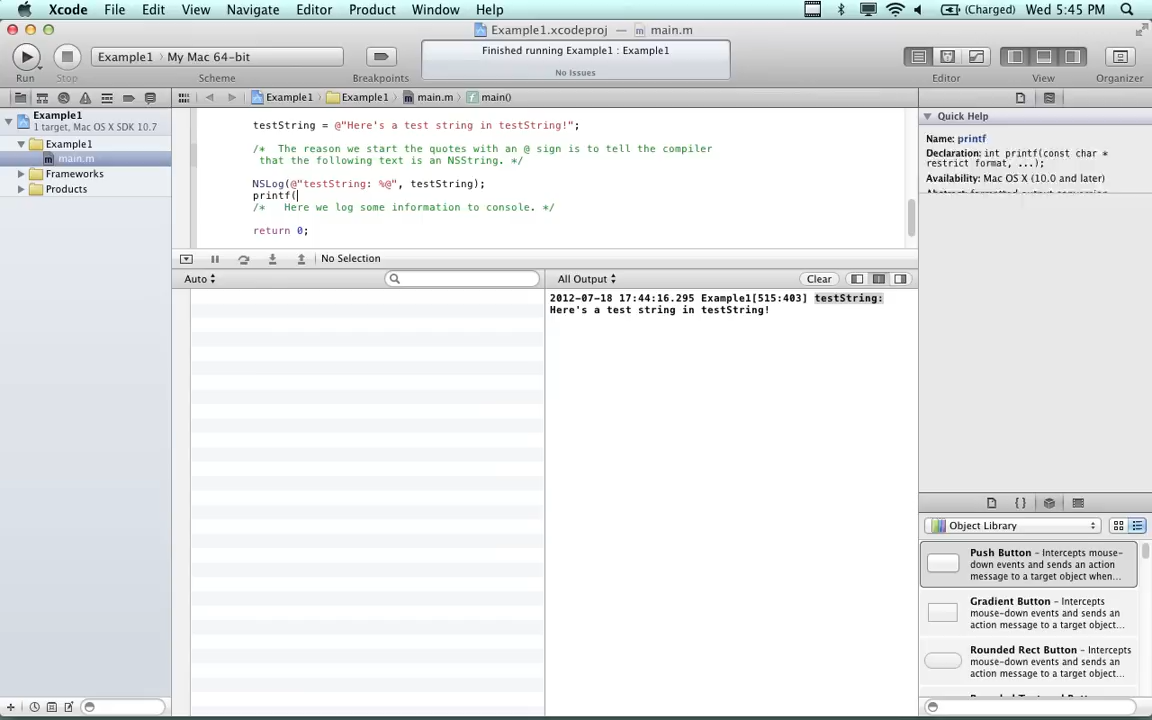 Xcode File Edit View Navigate Editor Product Window Help (Charged) Wed 5:45 PM
Example1.xcodeproj — main.m
Example1 〉 My Mac 64-bit
Finished running Example1 : Example1
No Issues
Run Stop Scheme Breakpoints Editor View Organizer
Example1 Example1 main.m main()
Example1
1 target, Mac OS X SDK 10.7
Example1
main.m
Frameworks
Products
testString = @"Here's a test string in testString!";
/* The reason we start the quotes with an @ sign is to tell the compiler
that the following text is an NSString. */
NSLog(@"testString: %@", testString);
printf(
/* Here we log some information to console. */
return 0;
No Selection
Auto
All Output
Clear
2012-07-18 17:44:16.295 Example1[515:403] testString:
Here's a test string in testString!
Quick Help
Name: printf
Declaration: int printf(const char *
restrict format, ...);
Availability: Mac OS X (10.0 and later)
Object Library
Push Button – Intercepts mouse-
down events and sends an action
message to a target object when...
Gradient Button – Intercepts
mouse-down events and sends an
action message to a target object...
Rounded Rect Button – Intercepts
mouse-down events and sends an
action message to a target object...